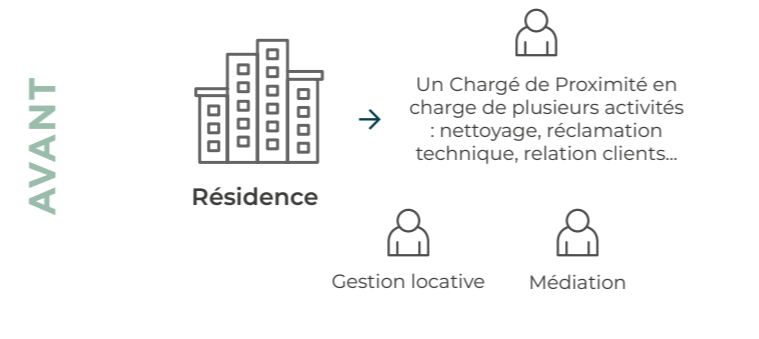 AVANT
Résidence
Un Chargé de Proximité en
charge de plusieurs activités
: nettoyage, réclamation
technique, relation clients...
Gestion locative
Médiation